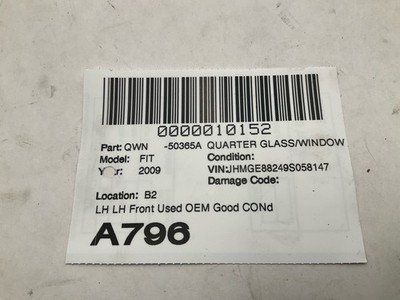 0000010152
Part: QWN -50365A QUARTER GLASS/WINDOW
Model: FIT Condition:
Year: 2009 VIN:JHMGE88249S058147
Damage Code:
Location: B2
LH LH Front Used OEM Good CONd
A796